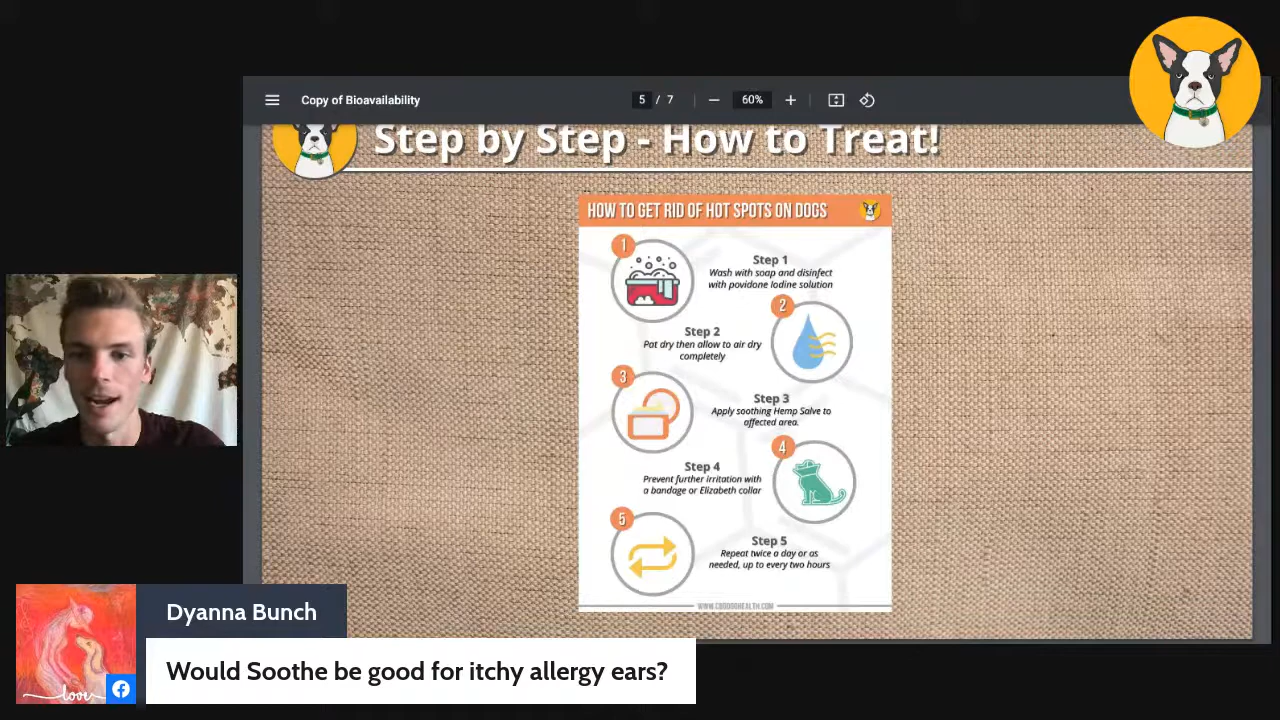 Copy of Bioavailability
5 / 7
60%
Step by Step - How to Treat!
HOW TO GET RID OF HOT SPOTS ON DOGS
1
Step 1
Wash with soap and disinfect
with povidone Iodine solution
2
Step 2
Pat dry then allow to air dry
completely
3
Step 3
Apply soothing Hemp Salve to
affected area.
4
Step 4
Prevent further irritation with
a bandage or Elizabeth collar
5
Step 5
Repeat twice a day or as
needed, up to every two hours
WWW.CBDDOGHEALTH.COM
love
Dyanna Bunch
Would Soothe be good for itchy allergy ears?